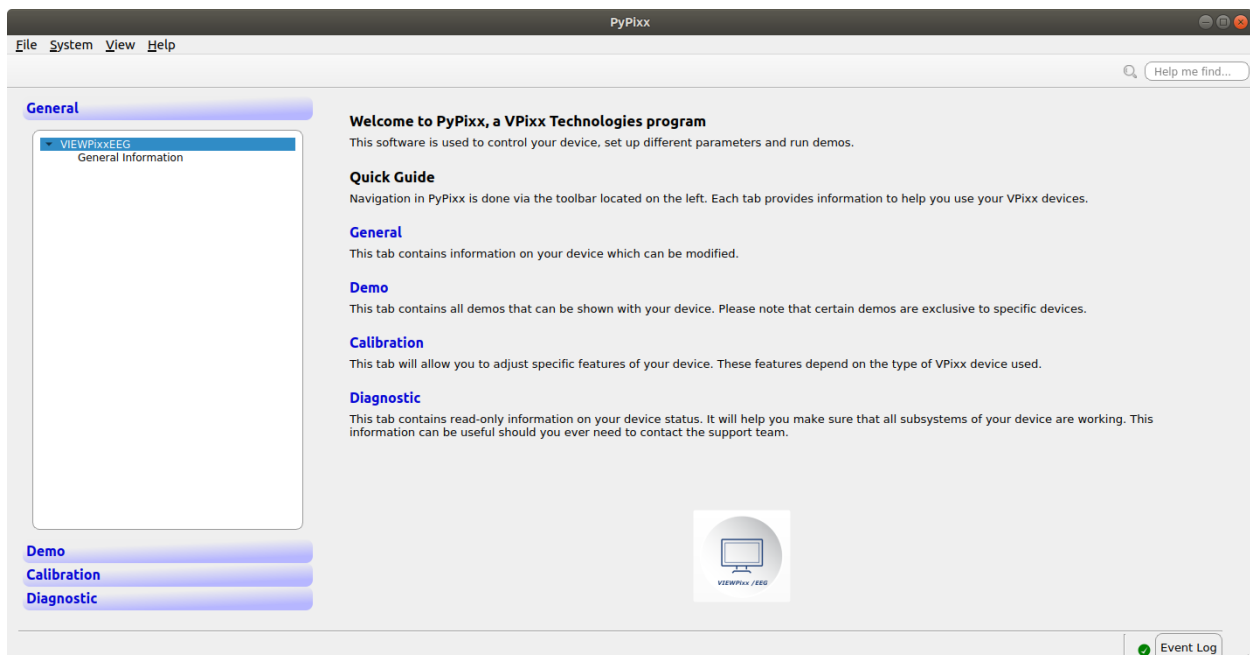 PyPixx
File System View Help
Help me find...
General
VIEWPixxEEG
General Information
Demo
Calibration
Diagnostic
Welcome to PyPixx, a VPixx Technologies program
This software is used to control your device, set up different parameters and run demos.
Quick Guide
Navigation in PyPixx is done via the toolbar located on the left. Each tab provides information to help you use your VPixx devices.
General
This tab contains information on your device which can be modified.
Demo
This tab contains all demos that can be shown with your device. Please note that certain demos are exclusive to specific devices.
Calibration
This tab will allow you to adjust specific features of your device. These features depend on the type of VPixx device used.
Diagnostic
This tab contains read-only information on your device status. It will help you make sure that all subsystems of your device are working. This
information can be useful should you ever need to contact the support team.
VIEWPixx /EEG
Event Log